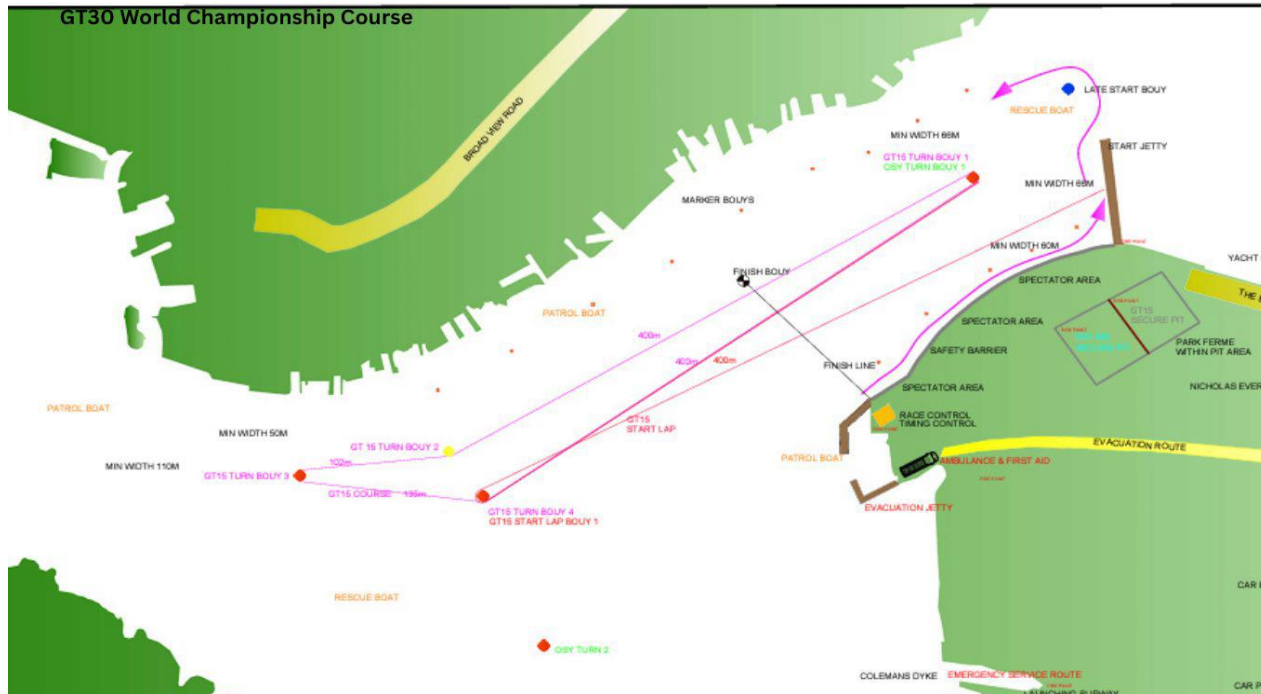 GT30 World Championship Course
BROAD VIEW ROAD
LATE START BOUY
RESCUE BOAT
MIN WIDTH 66M
START JETTY
GT15 TURN BOUY 1
OSY TURN BOUY 1
MIN WIDTH 65M
MARKER BOUYS
MIN WIDTH 60M
YACHT
FINISH BOUY
SPECTATOR AREA
THE
PATROL BOAT
GT15
SECURE PIT
SPECTATOR AREA
400m
PARK FERME
WITHIN PIT AREA
SAFETY BARRIER
400m
400m
FINISH LINE
SPECTATOR AREA
NICHOLAS EVER
PATROL BOAT
GT15
START LAP
RACE CONTROL
TIMING CONTROL
MIN WIDTH 50M
GT 15 TURN BOUY 2
EVACUATION ROUTE
PATROL BOAT
102m
MIN WIDTH 110M
AMBULANCE & FIRST AID
GT15 TURN BOUY 3
GT15 COURSE
135m
EVACUATION JETTY
GT15 TURN BOUY 4
GT15 START LAP BOUY 1
CAR
RESCUE BOAT
OSY TURN 2
COLEMANS DYKE
EMERGENCY SERVICE ROUTE
CAR P